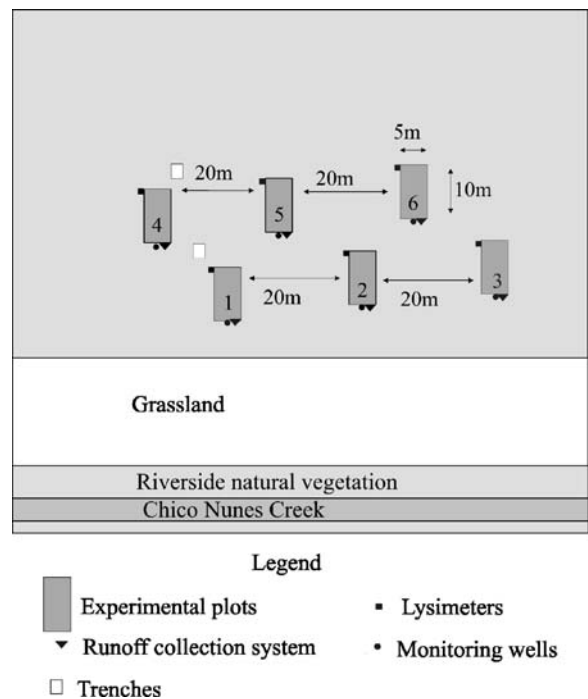 5m
20m
20m
10m
4
5
6
1
2
3
20m
20m
Grassland
Riverside natural vegetation
Chico Nunes Creek
Legend
Experimental plots
Lysimeters
Runoff collection system
Monitoring wells
Trenches